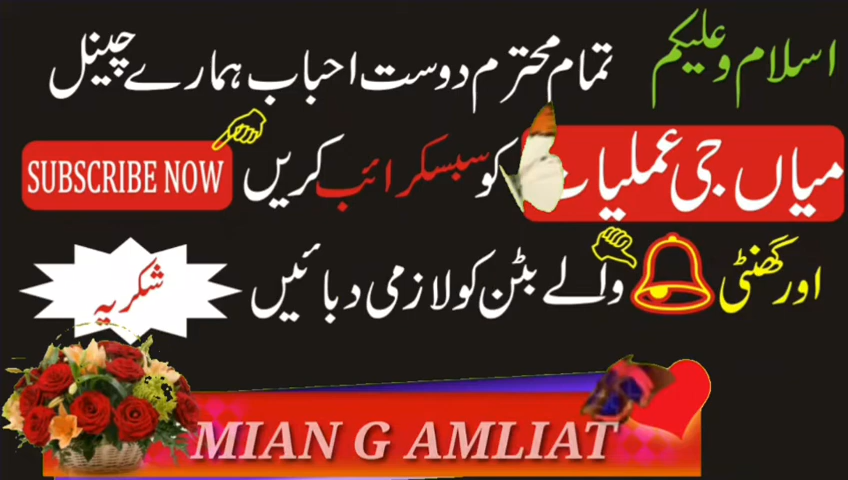 اسلام و علیکم تمام محترم دوست احباب ہمارے چینل
میاں جی عملیات کو سبسکرائب کریں SUBSCRIBE NOW
اور گھنٹی والے بٹن کو لازمی دبائیں شکریہ
MIAN G AMLIAT